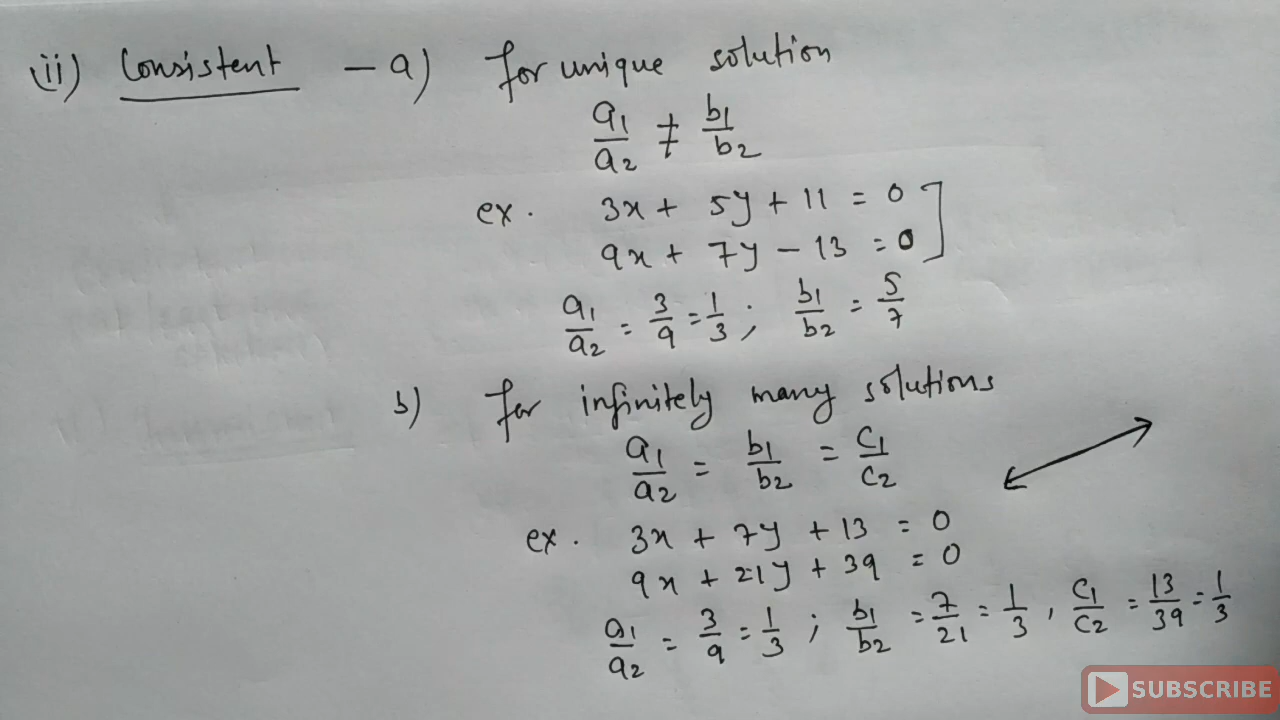 (ii) Consistent - a) for unique solution
a1/a2 ≠ b1/b2
ex. 3x + 5y + 11 = 0
9x + 7y - 13 = 0 ]
a1/a2 = 3/9 = 1/3 ; b1/b2 = 5/7
b) for infinitely many solutions
a1/a2 = b1/b2 = c1/c2
ex. 3x + 7y + 13 = 0
9x + 21y + 39 = 0
a1/a2 = 3/9 = 1/3 ; b1/b2 = 7/21 = 1/3 , c1/c2 = 13/39 = 1/3
SUBSCRIBE